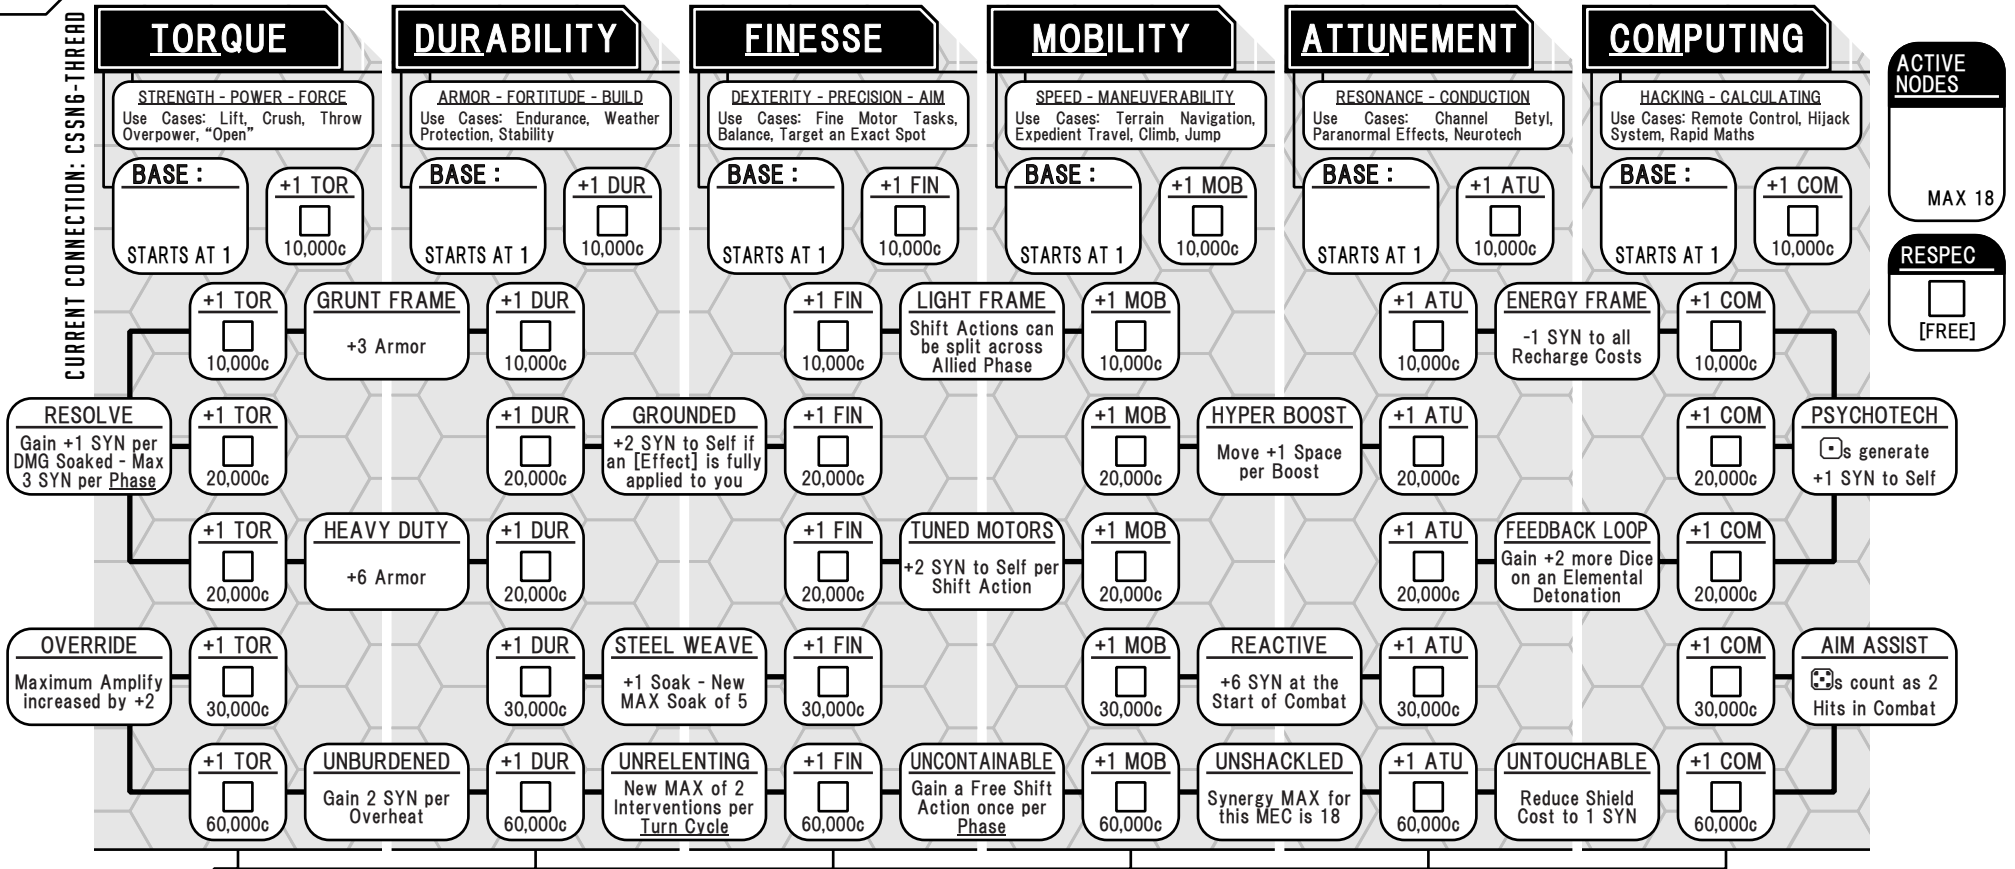 CURRENT CONNECTION: CSSNG-THREAD
TORQUE
STRENGTH - POWER - FORCE
Use Cases: Lift, Crush, Throw
Overpower, “Open”
BASE :
STARTS AT 1
+1 TOR
10,000c
DURABILITY
ARMOR - FORTITUDE - BUILD
Use Cases: Endurance, Weather
Protection, Stability
BASE :
STARTS AT 1
+1 DUR
10,000c
FINESSE
DEXTERITY - PRECISION - AIM
Use Cases: Fine Motor Tasks,
Balance, Target an Exact Spot
BASE :
STARTS AT 1
+1 FIN
10,000c
MOBILITY
SPEED - MANEUVERABILITY
Use Cases: Terrain Navigation,
Expedient Travel, Climb, Jump
BASE :
STARTS AT 1
+1 MOB
10,000c
ATTUNEMENT
RESONANCE - CONDUCTION
Use Cases: Channel Betyl,
Paranormal Effects, Neurotech
BASE :
STARTS AT 1
+1 ATU
10,000c
COMPUTING
HACKING - CALCULATING
Use Cases: Remote Control, Hijack
System, Rapid Maths
BASE :
STARTS AT 1
+1 COM
10,000c
ACTIVE
NODES
MAX 18
RESPEC
[FREE]
+1 TOR
10,000c
GRUNT FRAME
+3 Armor
+1 DUR
10,000c
+1 FIN
10,000c
LIGHT FRAME
Shift Actions can
be split across
Allied Phase
+1 MOB
10,000c
+1 ATU
10,000c
ENERGY FRAME
-1 SYN to all
Recharge Costs
+1 COM
10,000c
RESOLVE
Gain +1 SYN per
DMG Soaked - Max
3 SYN per Phase
+1 TOR
20,000c
+1 DUR
20,000c
GROUNDED
+2 SYN to Self if
an [Effect] is fully
applied to you
+1 FIN
20,000c
+1 MOB
20,000c
HYPER BOOST
Move +1 Space
per Boost
+1 ATU
20,000c
+1 COM
20,000c
PSYCHOTECH
⚀s generate
+1 SYN to Self
+1 TOR
20,000c
HEAVY DUTY
+6 Armor
+1 DUR
20,000c
+1 FIN
20,000c
TUNED MOTORS
+2 SYN to Self per
Shift Action
+1 MOB
20,000c
+1 ATU
20,000c
FEEDBACK LOOP
Gain +2 more Dice
on an Elemental
Detonation
+1 COM
20,000c
OVERRIDE
Maximum Amplify
increased by +2
+1 TOR
30,000c
+1 DUR
30,000c
STEEL WEAVE
+1 Soak - New
MAX Soak of 5
+1 FIN
30,000c
+1 MOB
30,000c
REACTIVE
+6 SYN at the
Start of Combat
+1 ATU
30,000c
+1 COM
30,000c
AIM ASSIST
⚄s count as 2
Hits in Combat
+1 TOR
60,000c
UNBURDENED
Gain 2 SYN per
Overheat
+1 DUR
60,000c
UNRELENTING
New MAX of 2
Interventions per
Turn Cycle
+1 FIN
60,000c
UNCONTAINABLE
Gain a Free Shift
Action once per
Phase
+1 MOB
60,000c
UNSHACKLED
Synergy MAX for
this MEC is 18
+1 ATU
60,000c
UNTOUCHABLE
Reduce Shield
Cost to 1 SYN
+1 COM
60,000c